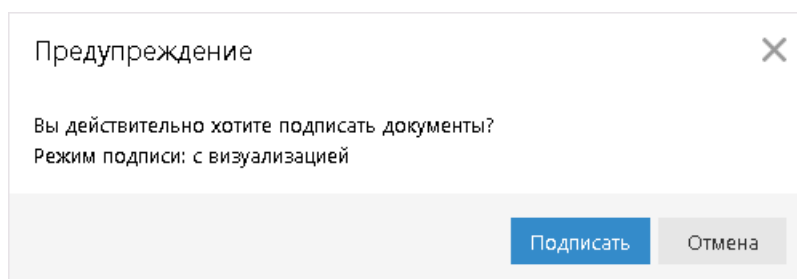 Предупреждение
Вы действительно хотите подписать документы?
Режим подписи: с визуализацией
Подписать
Отмена